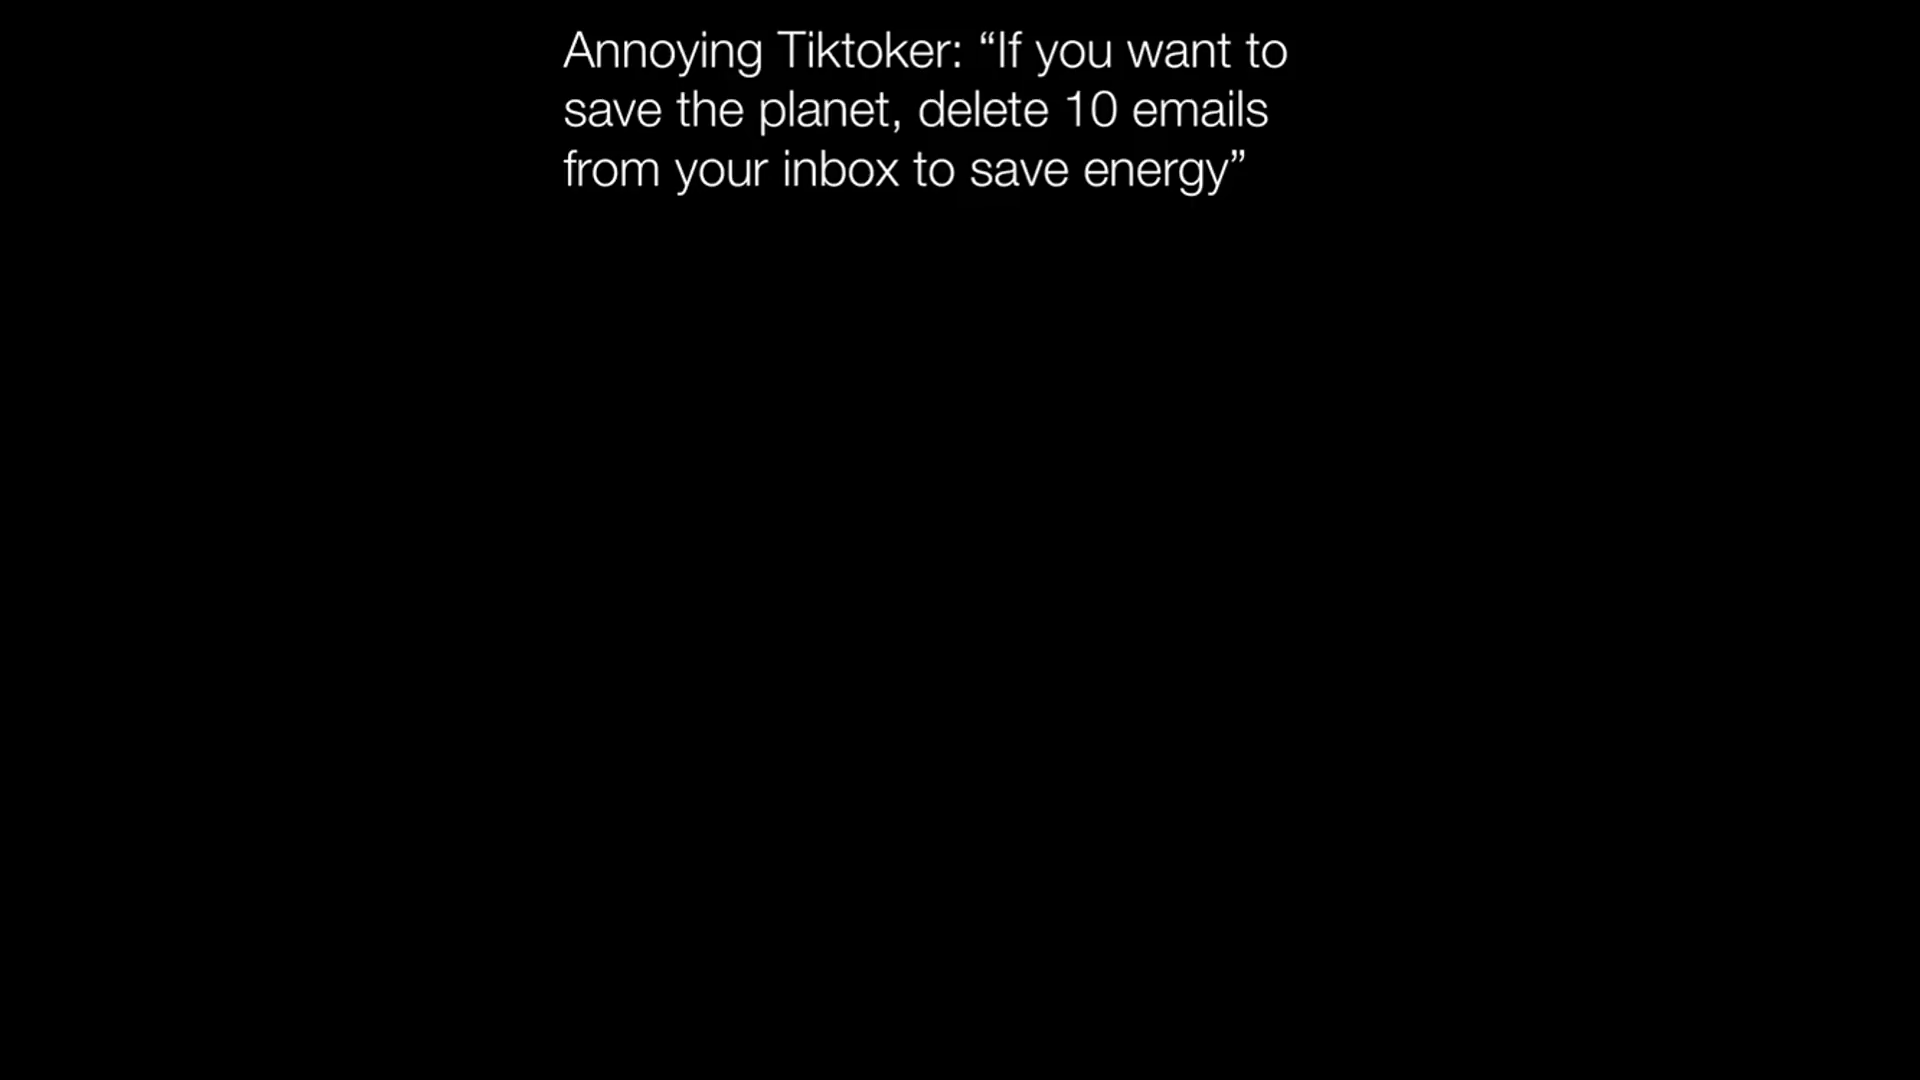 Annoying Tiktoker: “If you want to
save the planet, delete 10 emails
from your inbox to save energy”